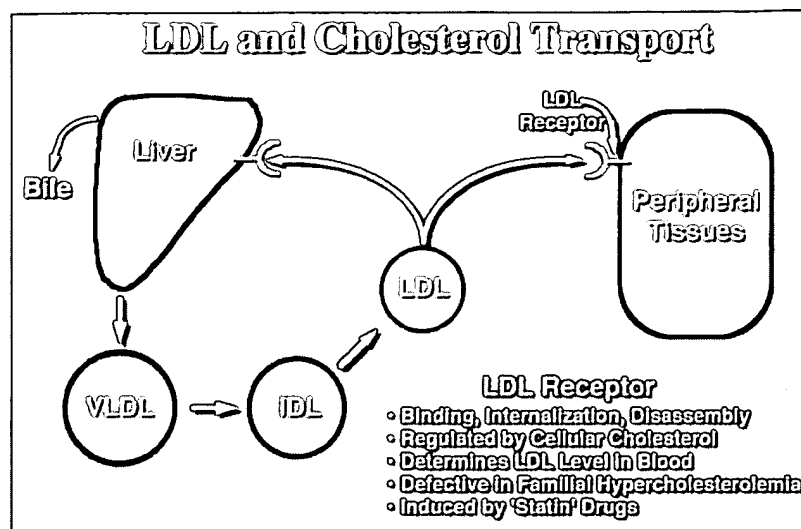 LDL and Cholesterol Transport
LDL
Receptor
Liver
Bile
Peripheral
Tissues
LDL
VLDL
IDL
LDL Receptor
• Binding, Internalization, Disassembly
• Regulated by Cellular Cholesterol
• Determines LDL Level in Blood
• Defective in Familial Hypercholesterolemia
• Induced by 'Statin' Drugs